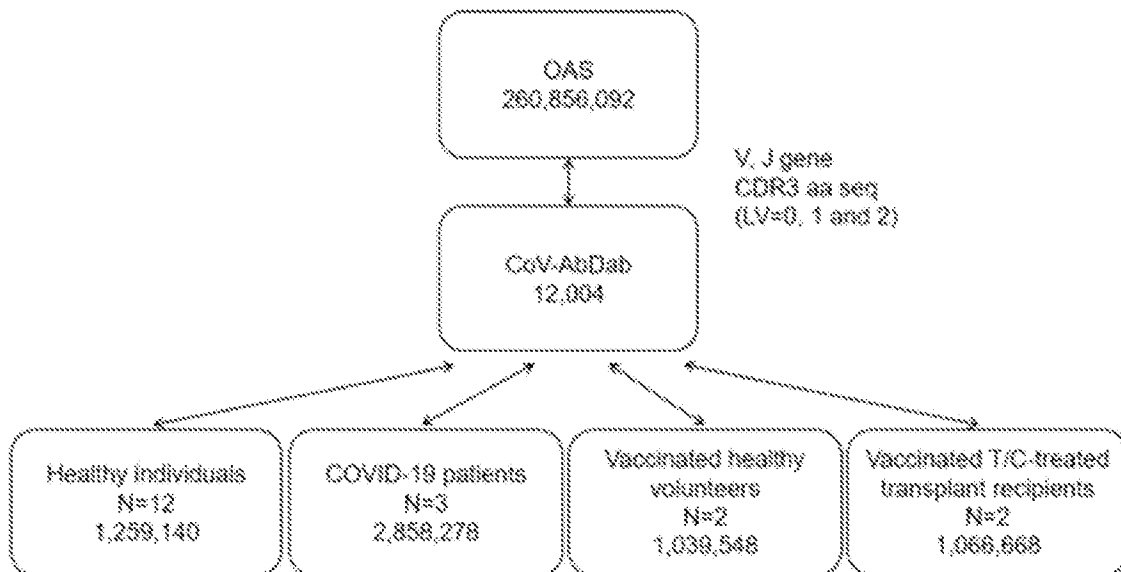 OAS
260,856,092
V, J gene
CDR3 aa seq
(LV=0, 1 and 2)
CoV-AbDab
12,004
Healthy individuals
N=12
1,259,140
COVID-19 patients
N=3
2,858,278
Vaccinated healthy
volunteers
N=2
1,039,548
Vaccinated T/C-treated
transplant recipients
N=2
1,066,668